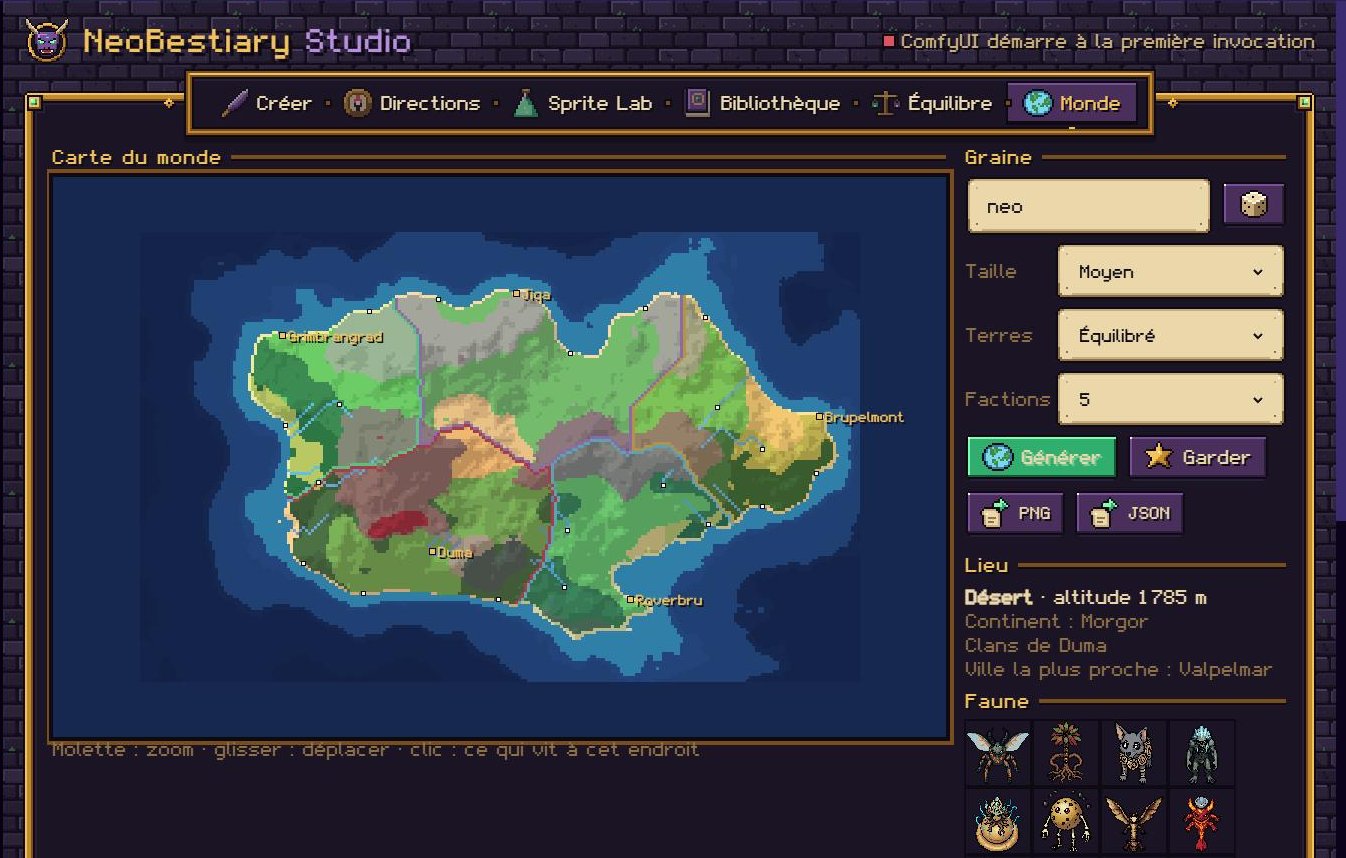 NeoBestiary Studio
ComfyUI démarre à la première invocation
Créer · Directions · Sprite Lab · Bibliothèque · Équilibre · Monde
Carte du monde
Jiqa
Grimbrangrad
Grupelmont
Duma
Roverbru
Molette : zoom · glisser : déplacer · clic : ce qui vit à cet endroit
Graine
neo
Taille
Moyen
Terres
Équilibré
Factions
5
Générer
Garder
PNG
JSON
Lieu
Désert · altitude 1785 m
Continent : Morgor
Clans de Duma
Ville la plus proche : Valpelmar
Faune